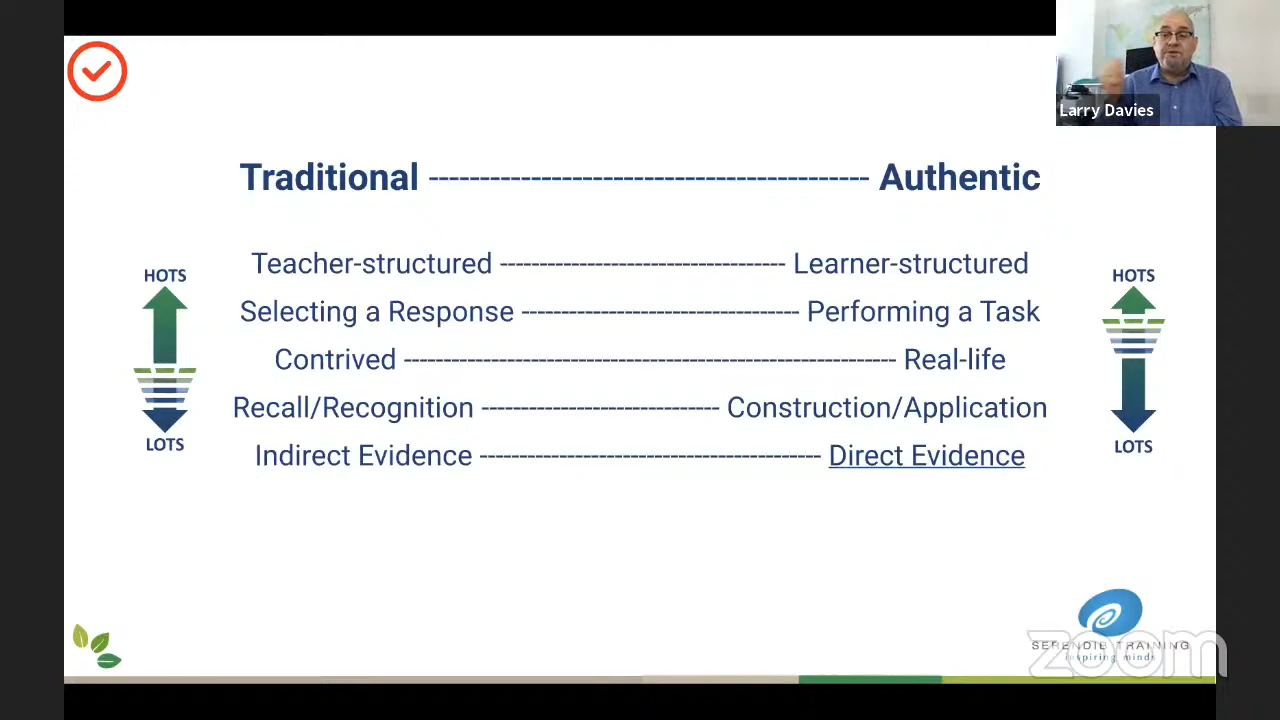 Larry Davies
Traditional ------------------------------------------- Authentic
Teacher-structured ------------------------------------ Learner-structured
HOTS
HOTS
Selecting a Response ----------------------------------- Performing a Task
Contrived -------------------------------------------------------------- Real-life
Recall/Recognition ------------------------------ Construction/Application
LOTS
LOTS
Indirect Evidence ------------------------------------------- Direct Evidence
SERENDIB TRAINING
inspiring minds
zoom